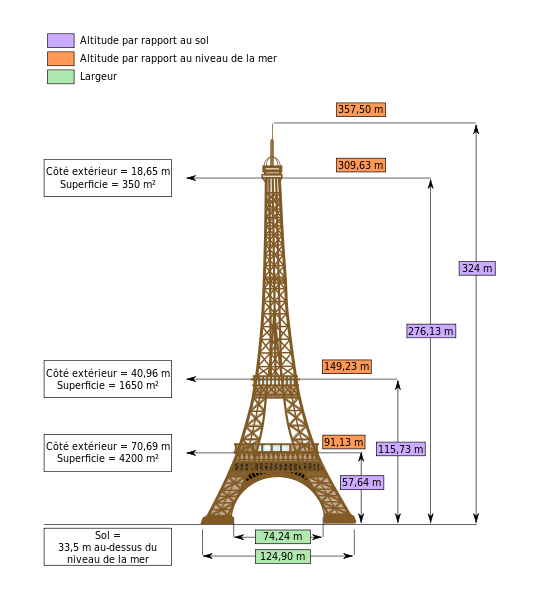 Altitude par rapport au sol
Altitude par rapport au niveau de la mer
Largeur
357,50 m
309,63 m
Côté extérieur = 18,65 m
Superficie = 350 m²
324 m
276,13 m
149,23 m
Côté extérieur = 40,96 m
Superficie = 1650 m²
91,13 m
115,73 m
Côté extérieur = 70,69 m
Superficie = 4200 m²
57,64 m
Sol =
33,5 m au-dessus du
niveau de la mer
74,24 m
124,90 m